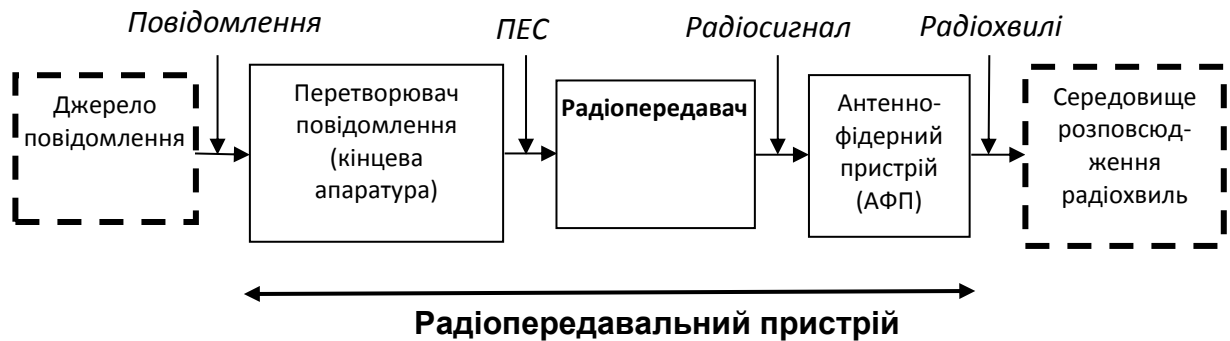 Повідомлення
ПЕС
Радіосигнал
Радіохвилі
Джерело
повідомлення
Перетворювач
повідомлення
(кінцева
апаратура)
Радіопередавач
Антенно-
фідерний
пристрій
(АФП)
Середовище
розповсюд-
ження
радіохвиль
Радіопередавальний пристрій